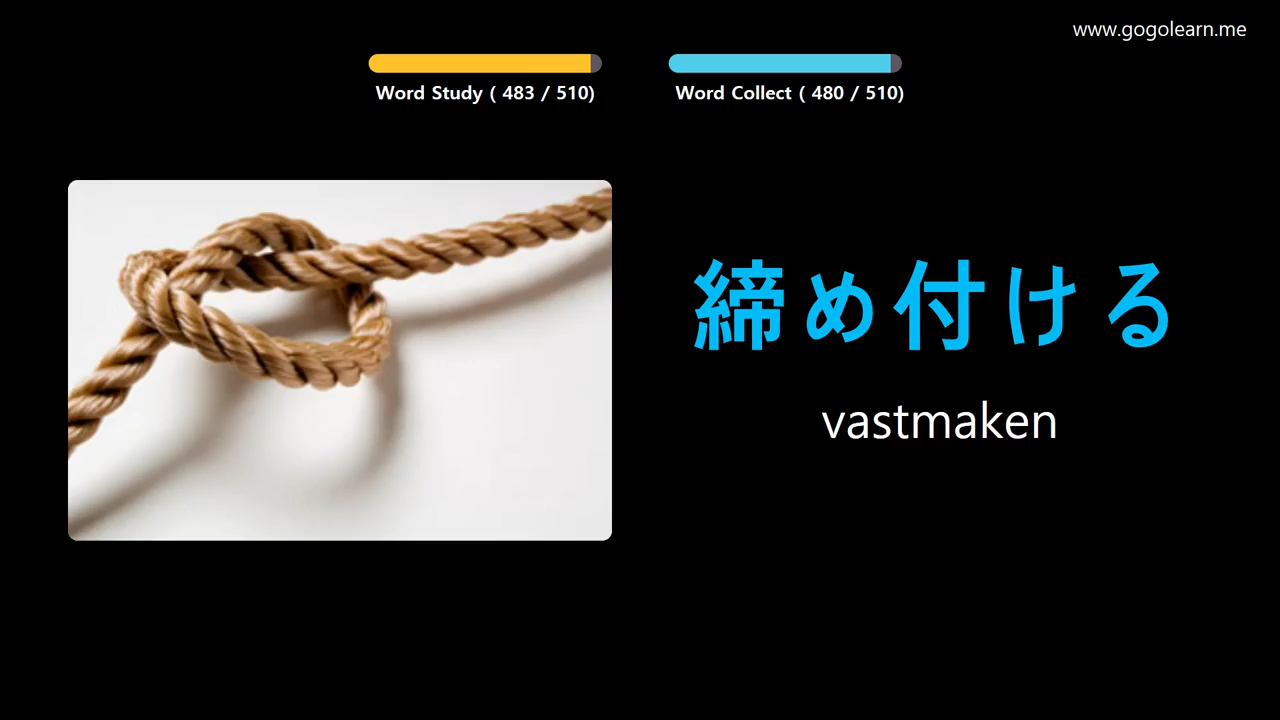 www.gogolearn.me
Word Study ( 483 / 510)
Word Collect ( 480 / 510)
締め付ける
vastmaken